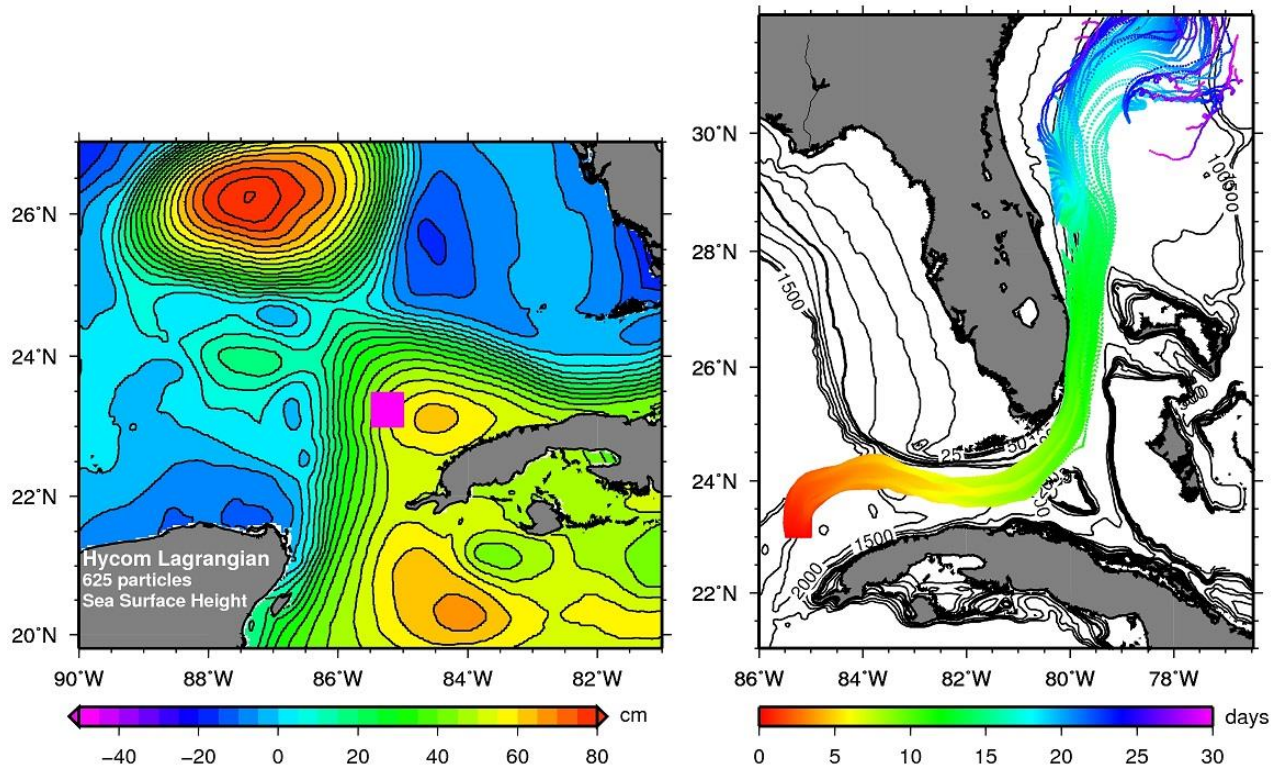 26°N
24°N
22°N
20°N
Hycom Lagrangian
625 particles
Sea Surface Height
90°W 88°W 86°W 84°W 82°W
cm
−40 −20 0 20 40 60 80
30°N
28°N
26°N
24°N
22°N
1500
1500
2000
86°W 84°W 82°W 80°W 78°W
days
0 5 10 15 20 25 30